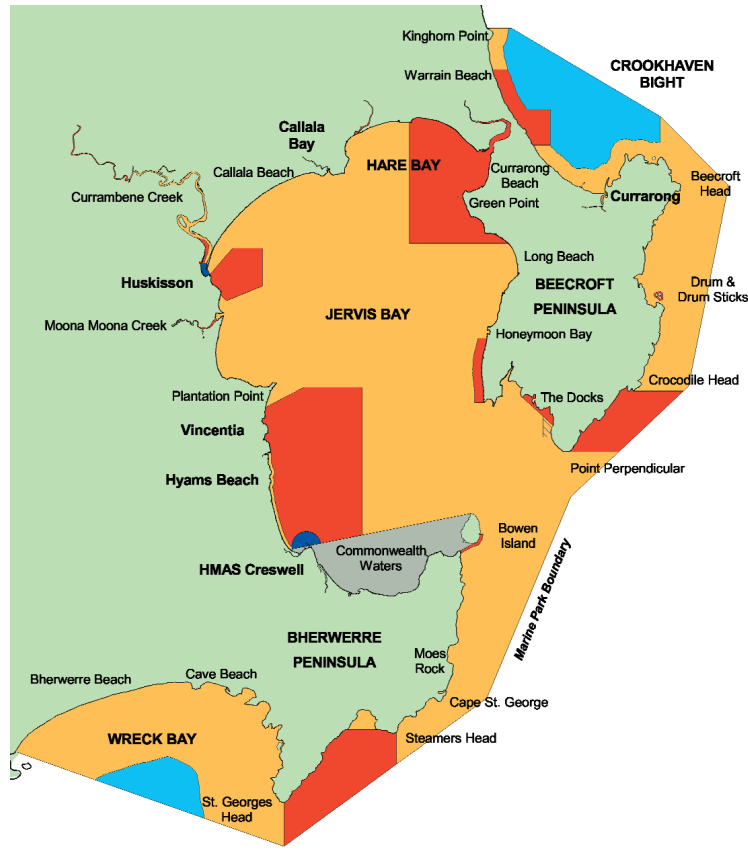 Kinghorn Point
CROOKHAVEN
BIGHT
Warrain Beach
Callala
Bay
HARE BAY
Callala Beach
Currarong
Beach
Beecroft
Head
Currambene Creek
Green Point
Currarong
Long Beach
Huskisson
BEECROFT
PENINSULA
Drum &
Drum Sticks
JERVIS BAY
Moona Moona Creek
Honeymoon Bay
Crocodile Head
Plantation Point
The Docks
Vincentia
Point Perpendicular
Hyams Beach
Bowen
Island
Commonwealth
Waters
HMAS Creswell
Marine Park Boundary
BHERWERRE
PENINSULA
Moes
Rock
Bherwerre Beach
Cave Beach
Cape St. George
WRECK BAY
Steamers Head
St. Georges
Head